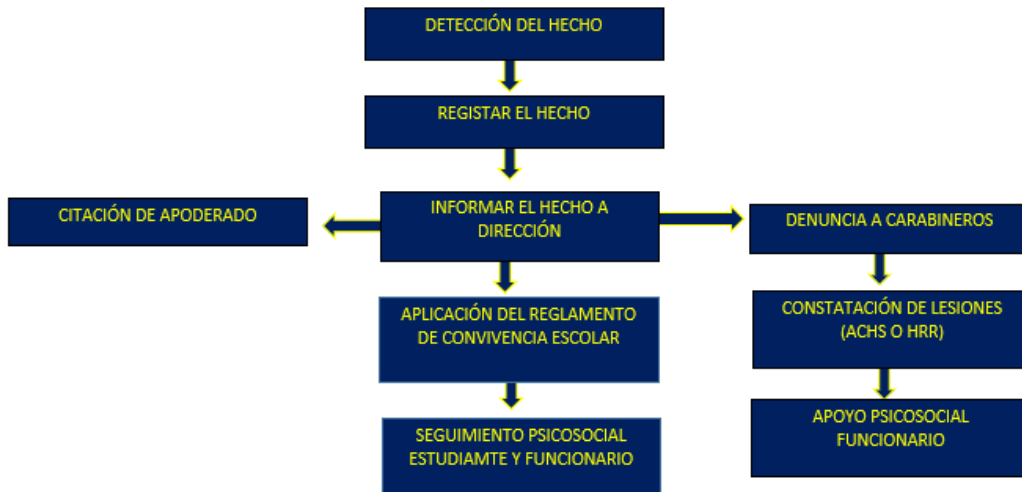 DETECCIÓN DEL HECHO
REGISTAR EL HECHO
CITACIÓN DE APODERADO
INFORMAR EL HECHO A
DIRECCIÓN
DENUNCIA A CARABINEROS
APLICACIÓN DEL REGLAMENTO
DE CONVIVENCIA ESCOLAR
CONSTATACIÓN DE LESIONES
(ACHS O HRR)
SEGUIMIENTO PSICOSOCIAL
ESTUDIAMTE Y FUNCIONARIO
APOYO PSICOSOCIAL
FUNCIONARIO